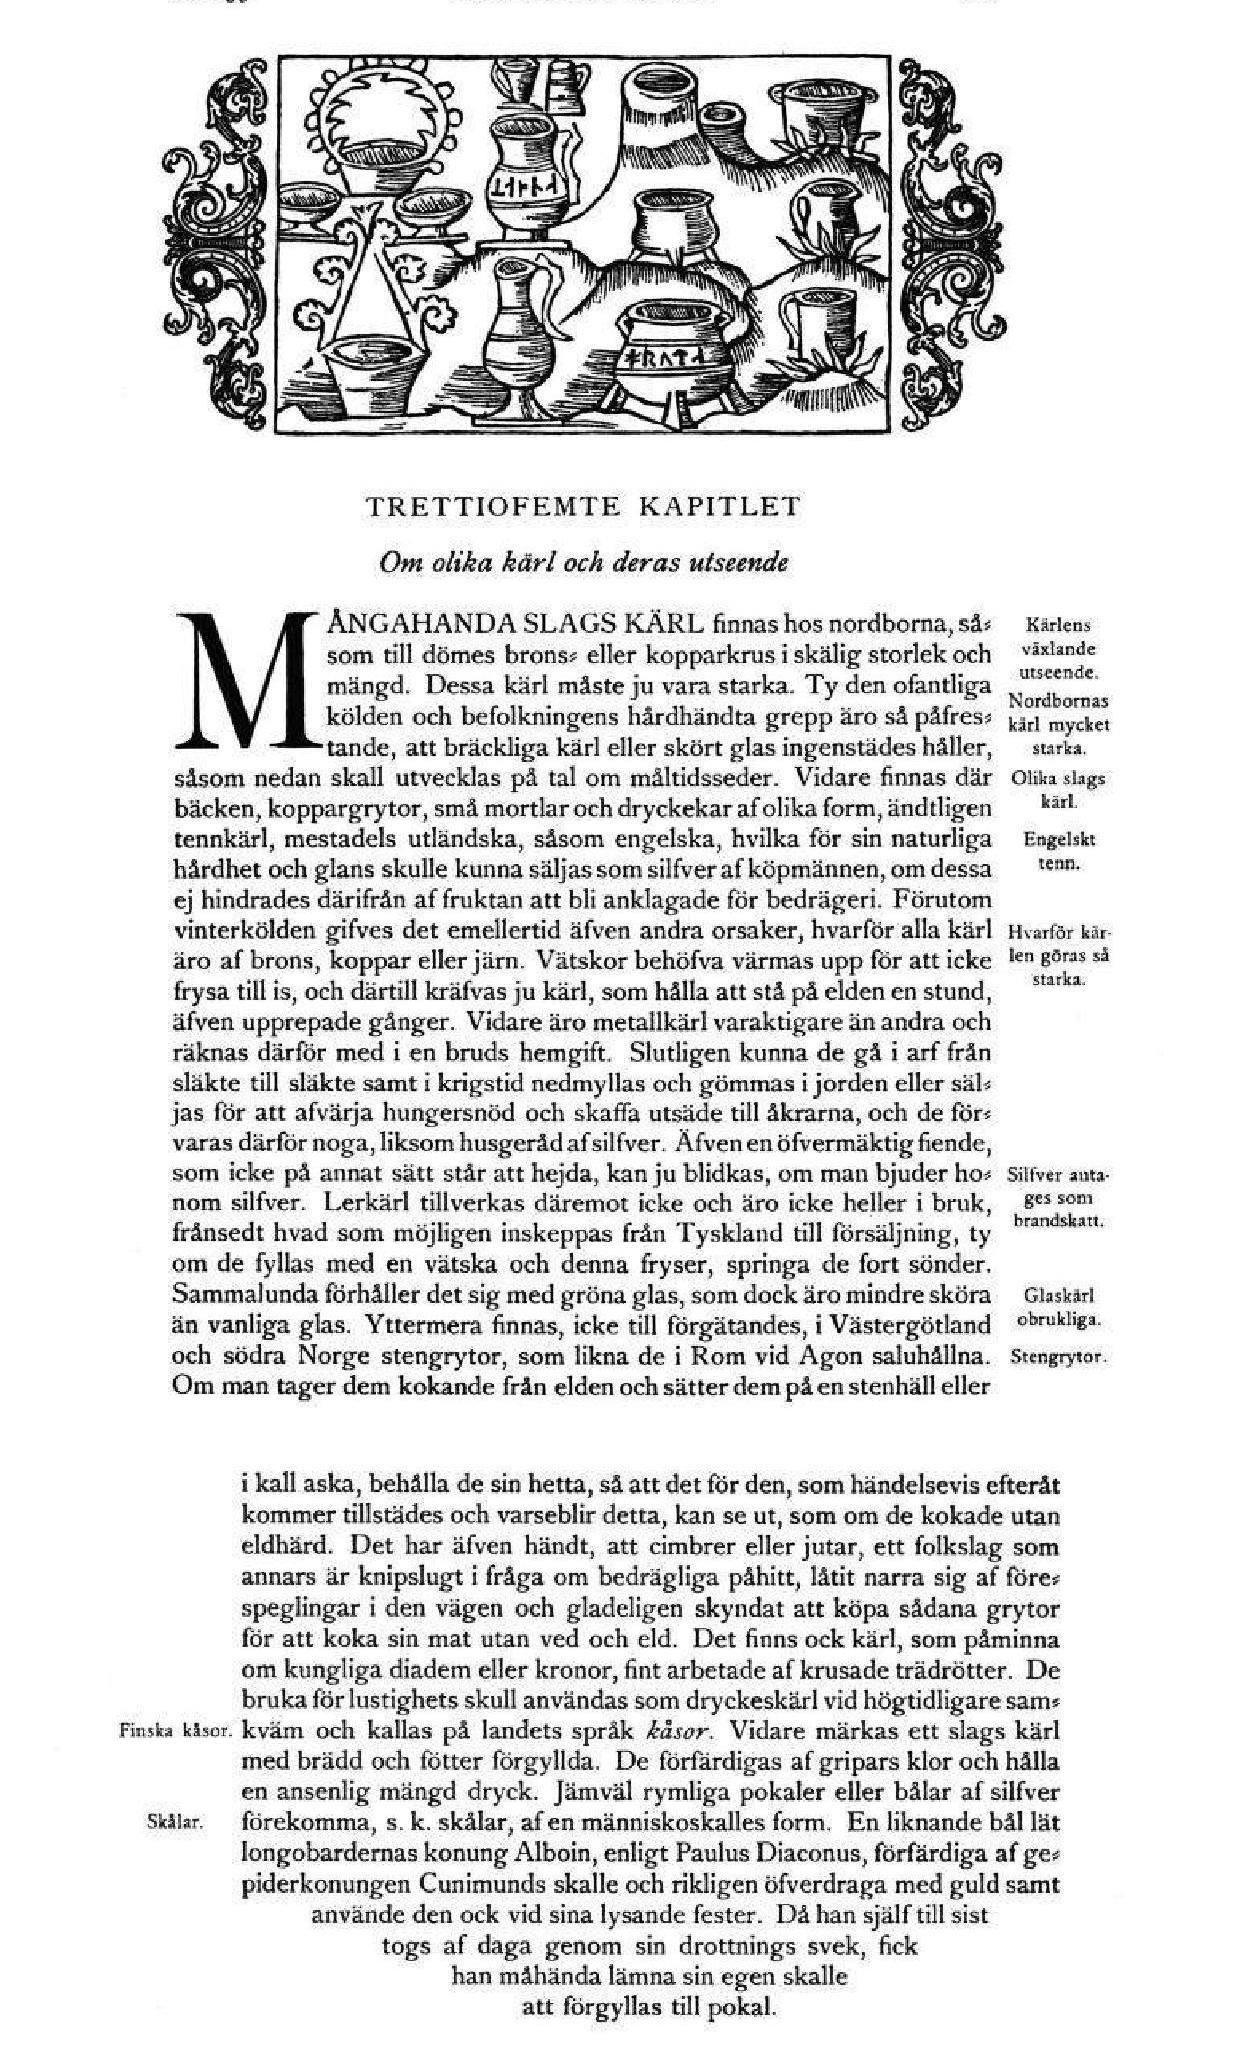 TRETTIOFEMTE KAPITLET
Om olika kärl och deras utseende
MÅNGAHANDA SLAGS KÄRL finnas hos nordborna, så-
som till dömes brons- eller kopparkrus i skälig storlek och
mängd. Dessa kärl måste ju vara starka. Ty den ofantliga
kölden och befolkningens hårdhändta grepp äro så påfres-
tande, att bräckliga kärl eller skört glas ingenstädes håller,
såsom nedan skall utvecklas på tal om måltidsseder. Vidare finnas där
bäcken, koppargrytor, små mortlar och dryckekar af olika form, ändtligen
tennkärl, mestadels utländska, såsom engelska, hvilka för sin naturliga
hårdhet och glans skulle kunna säljas som silfver af köpmännen, om dessa
ej hindrades därifrån af fruktan att bli anklagade för bedrägeri. Förutom
vinterkölden gifves det emellertid äfven andra orsaker, hvarför alla kärl
äro af brons, koppar eller järn. Vätskor behöfva värmas upp för att icke
frysa till is, och därtill kräfvas ju kärl, som hålla att stå på elden en stund,
äfven upprepade gånger. Vidare äro metallkärl varaktigare än andra och
räknas därför med i en bruds hemgift. Slutligen kunna de gå i arf från
släkte till släkte samt i krigstid nedmyllas och gömmas i jorden eller säl-
jas för att afvärja hungersnöd och skaffa utsäde till åkrarna, och de för-
varas därför noga, liksom husgeråd af silfver. Äfven en öfvermäktig fiende,
som icke på annat sätt står att hejda, kan ju blidkas, om man bjuder ho-
nom silfver. Lerkärl tillverkas däremot icke och äro icke heller i bruk,
frånsedt hvad som möjligen inskeppas från Tyskland till försäljning, ty
om de fyllas med en vätska och denna fryser, springa de fort sönder.
Sammalunda förhåller det sig med gröna glas, som dock äro mindre sköra
än vanliga glas. Yttermera finnas, icke till förgätandes, i Västergötland
och södra Norge stengrytor, som likna de i Rom vid Agon saluhållna.
Om man tager dem kokande från elden och sätter dem på en stenhäll eller
Kärlens
växlande
utseende.
Nordbornas
kärl mycket
starka.
Olika slags
kärl.
Engelskt
tenn.
Hvarför kär-
len göras så
starka.
Silfver anta-
ges som
brandskatt.
Glaskärl
obrukliga.
Stengrytor.
i kall aska, behålla de sin hetta, så att det för den, som händelsevis efteråt
kommer tillstädes och varseblir detta, kan se ut, som om de kokade utan
eldhärd. Det har äfven händt, att cimbrer eller jutar, ett folkslag som
annars är knipslugt i fråga om bedrägliga påhitt, låtit narra sig af före-
speglingar i den vägen och gladeligen skyndat att köpa sådana grytor
för att koka sin mat utan ved och eld. Det finns ock kärl, som påminna
om kungliga diadem eller kronor, fint arbetade af krusade trädrötter. De
bruka för lustighets skull användas som dryckeskärl vid högtidligare sam-
Finska kåsor. kväm och kallas på landets språk kåsor. Vidare märkas ett slags kärl
med brädd och fötter förgyllda. De förfärdigas af gripars klor och hålla
en ansenlig mängd dryck. Jämväl rymliga pokaler eller bålar af silfver
Skålar. förekomma, s. k. skålar, af en människoskalles form. En liknande bål lät
longobardernas konung Alboin, enligt Paulus Diaconus, förfärdiga af ge-
piderkonungen Cunimunds skalle och rikligen öfverdraga med guld samt
använde den ock vid sina lysande fester. Då han själf till sist
togs af daga genom sin drottnings svek, fick
han måhända lämna sin egen skalle
att förgyllas till pokal.